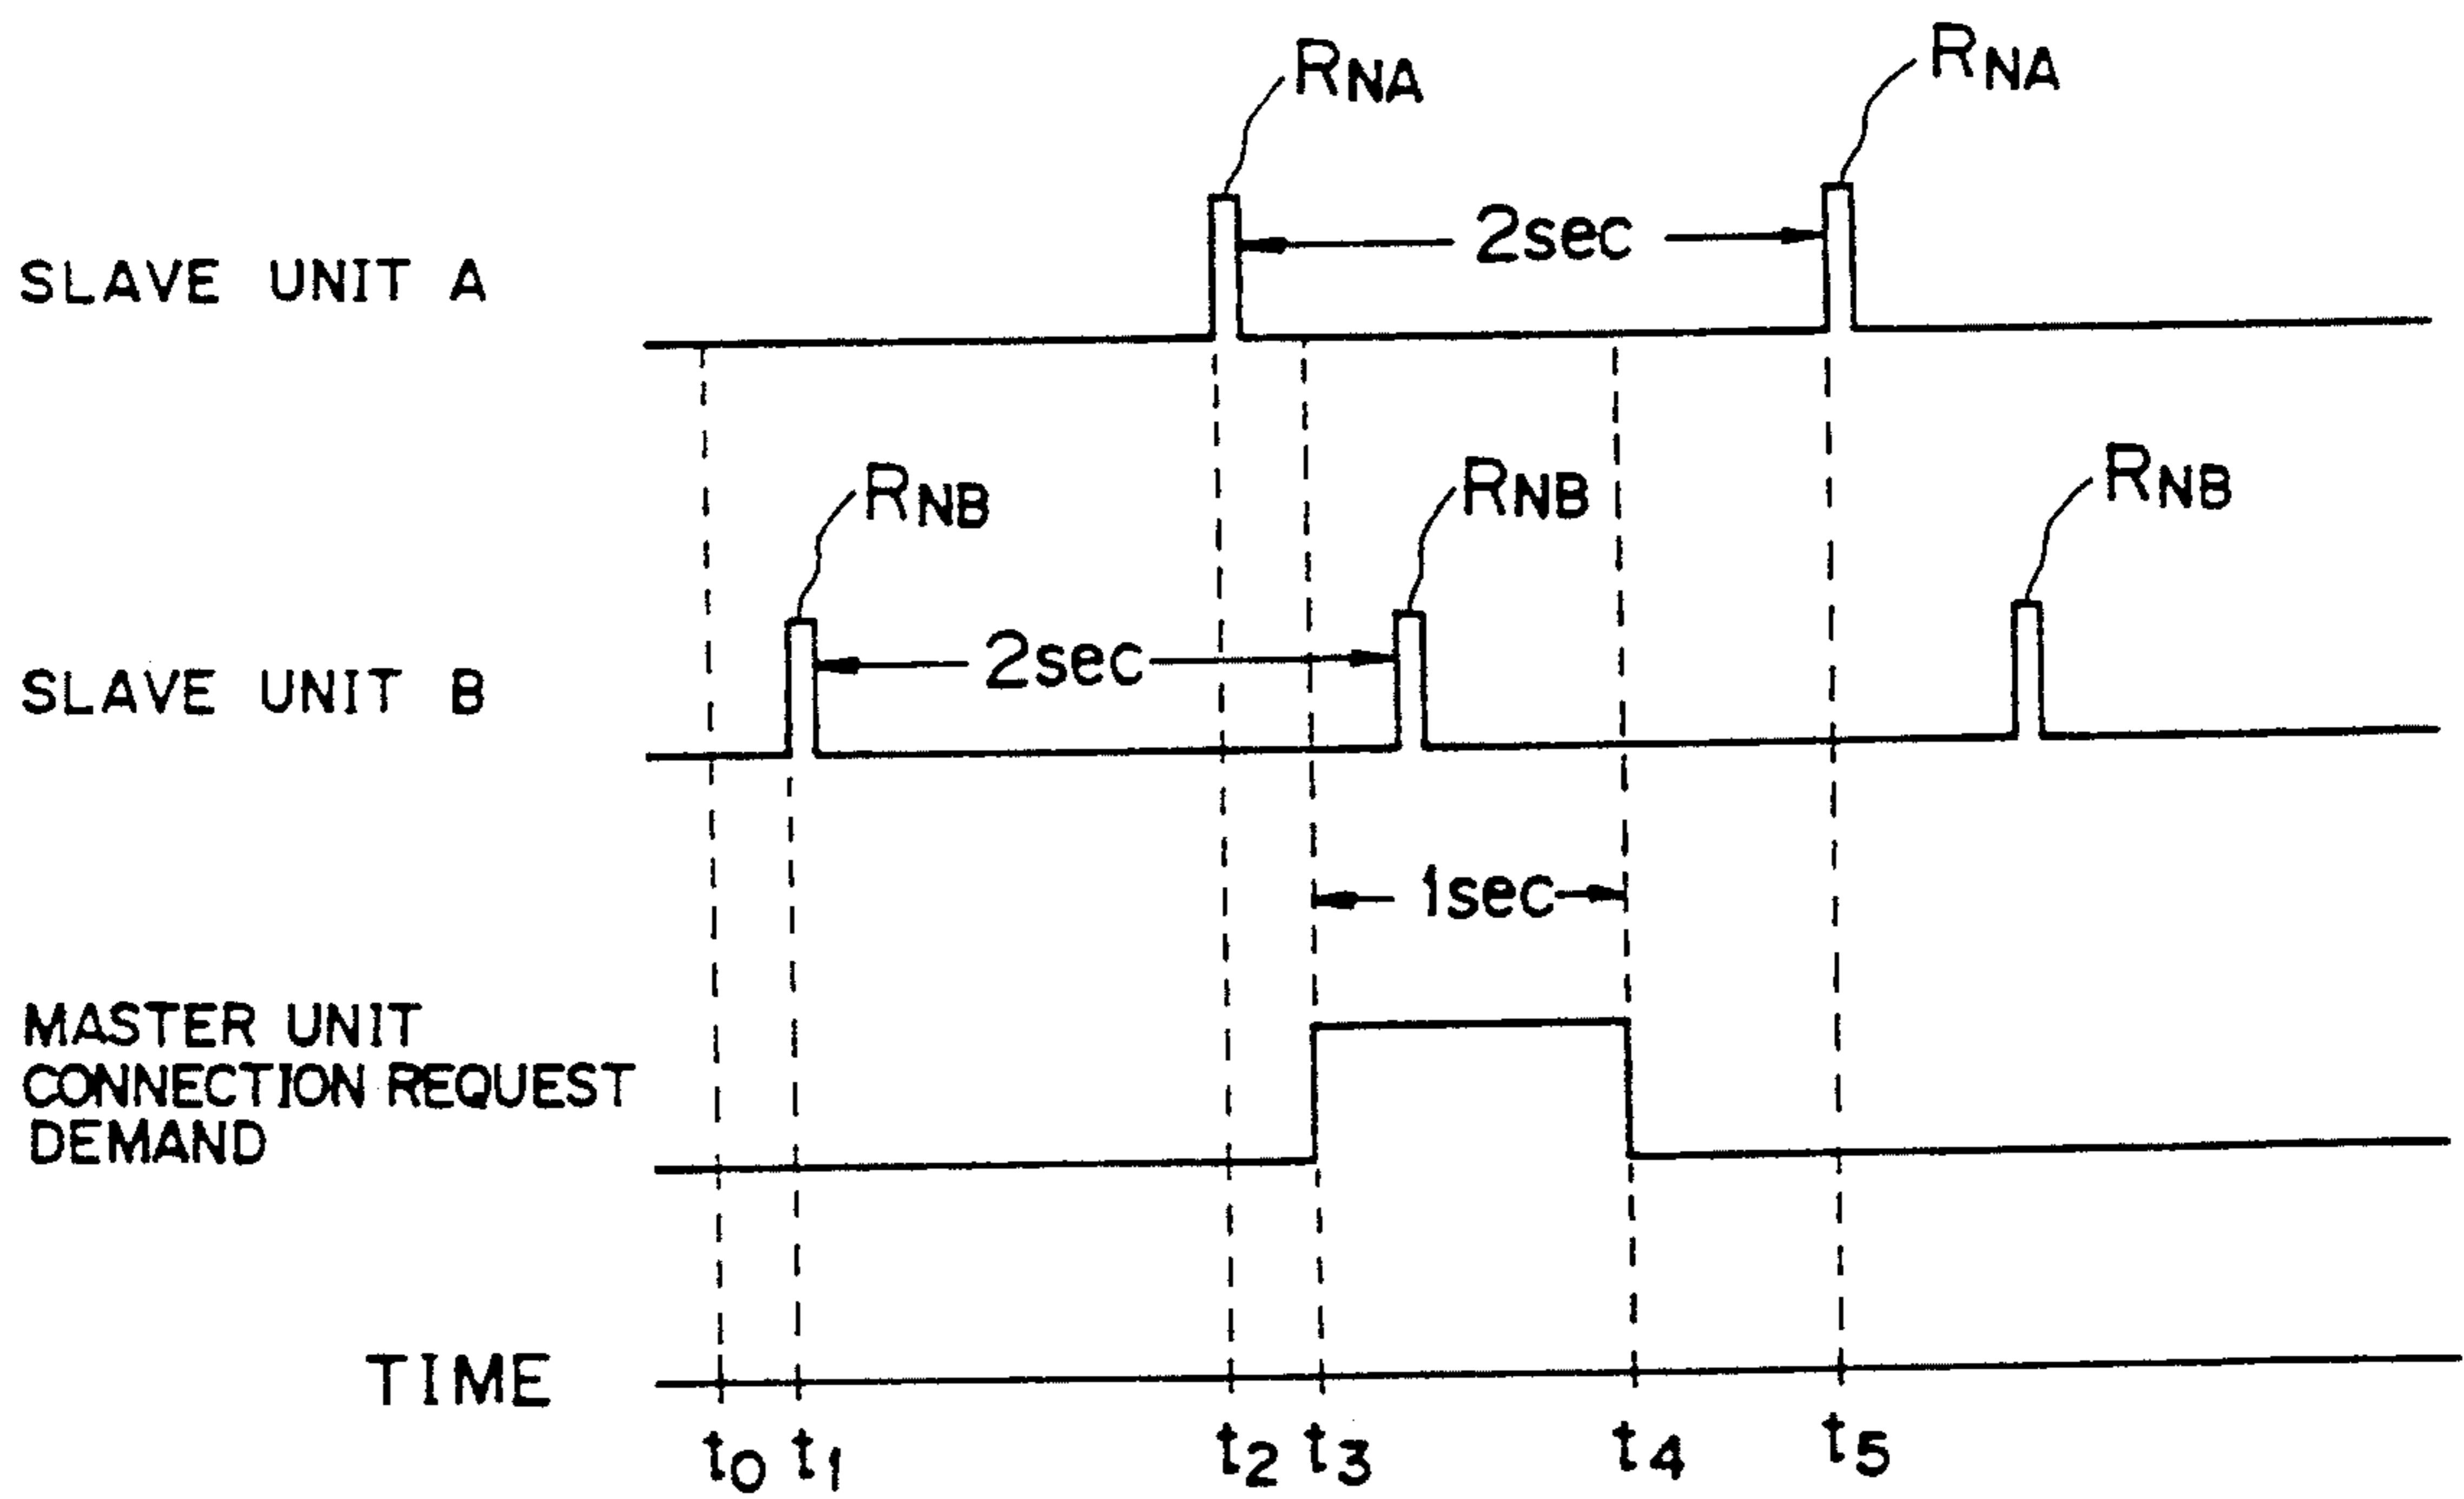 RNA RNA
2sec
SLAVE UNIT A
RNB RNB RNB
2sec
SLAVE UNIT B
1sec
MASTER UNIT
CONNECTION REQUEST
DEMAND
TIME
t0 t1 t2 t3 t4 t5